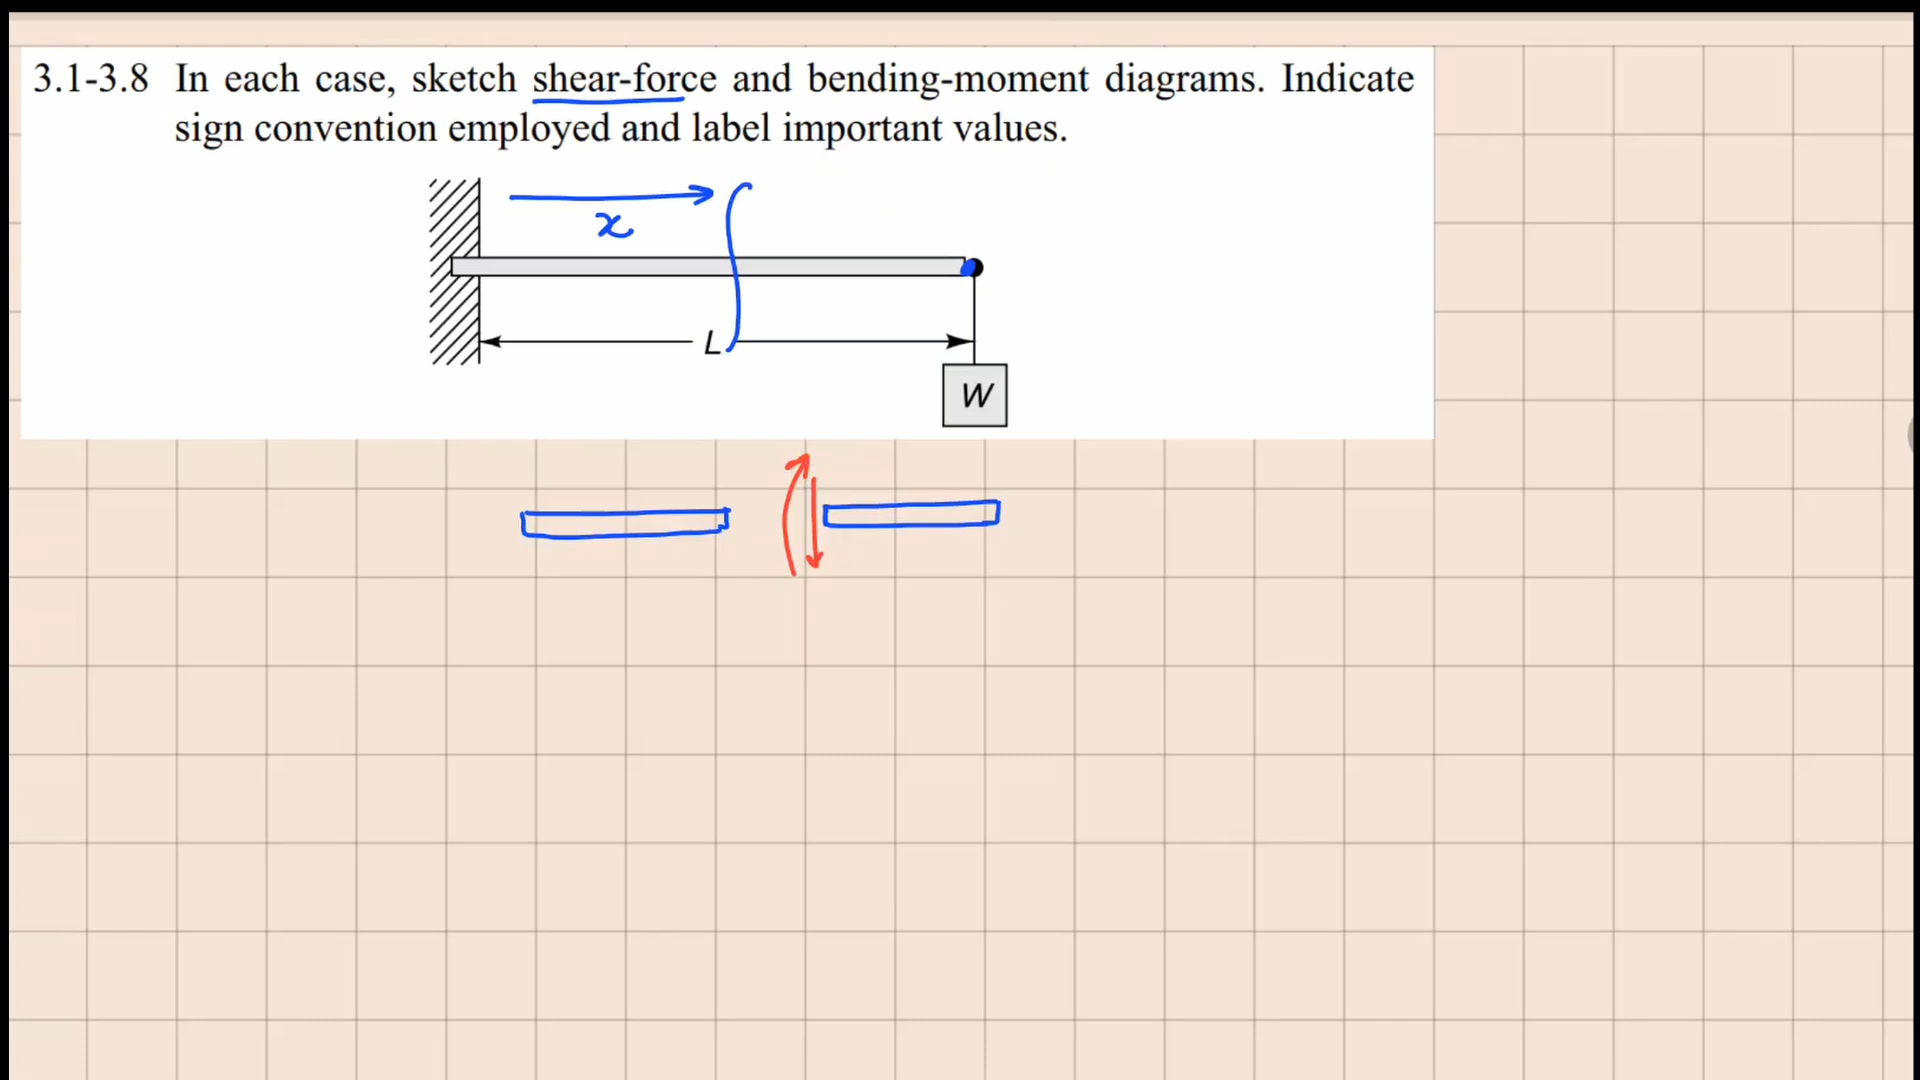 3.1-3.8 In each case, sketch shear-force and bending-moment diagrams. Indicate
sign convention employed and label important values.
x
L
W